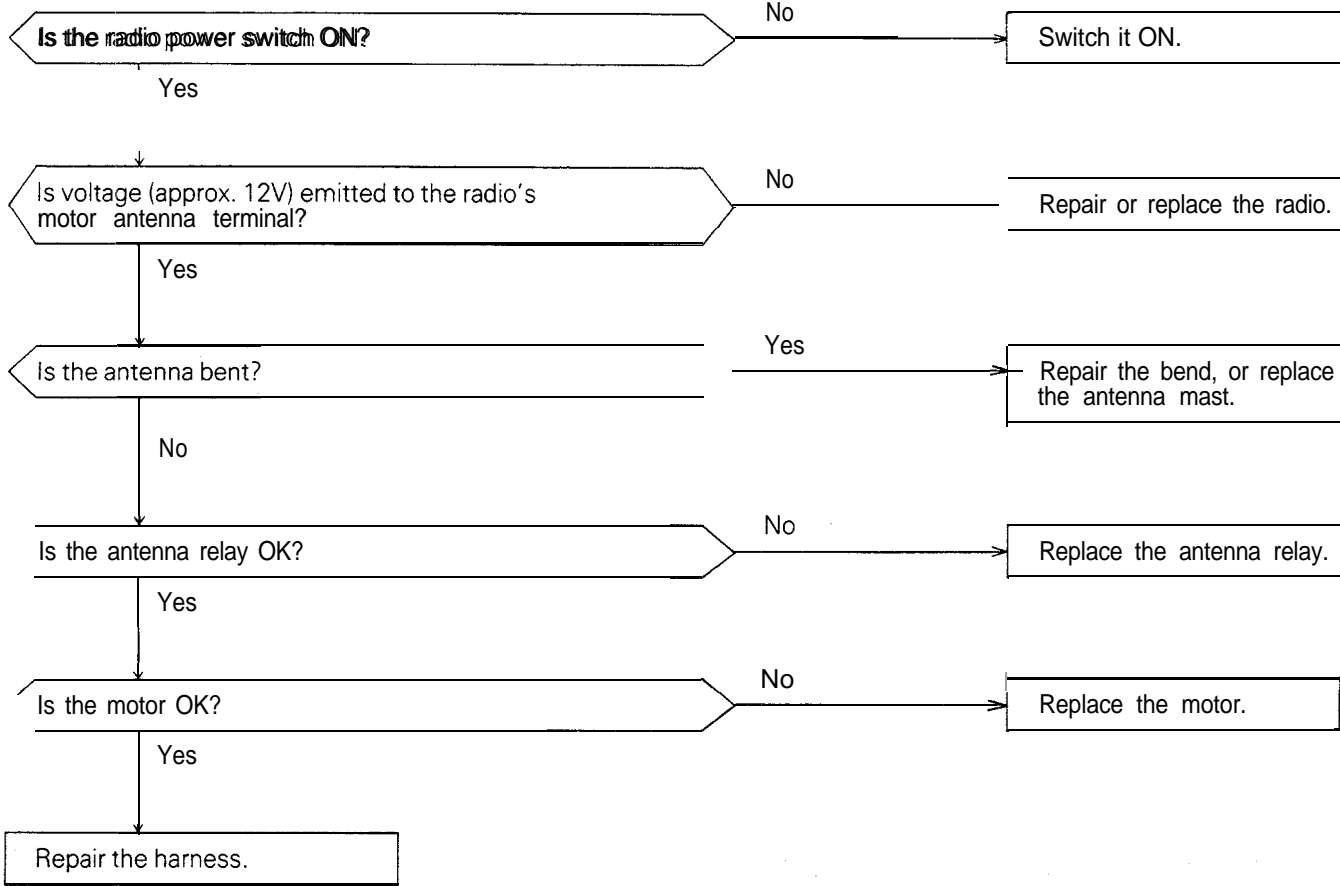 Is the radio power switch ON?
No
Switch it ON.
Yes
Is voltage (approx. 12V) emitted to the radio's
motor antenna terminal?
No
Repair or replace the radio.
Yes
Is the antenna bent?
Yes
Repair the bend, or replace
the antenna mast.
No
Is the antenna relay OK?
No
Replace the antenna relay.
Yes
Is the motor OK?
No
Replace the motor.
Yes
Repair the harness.